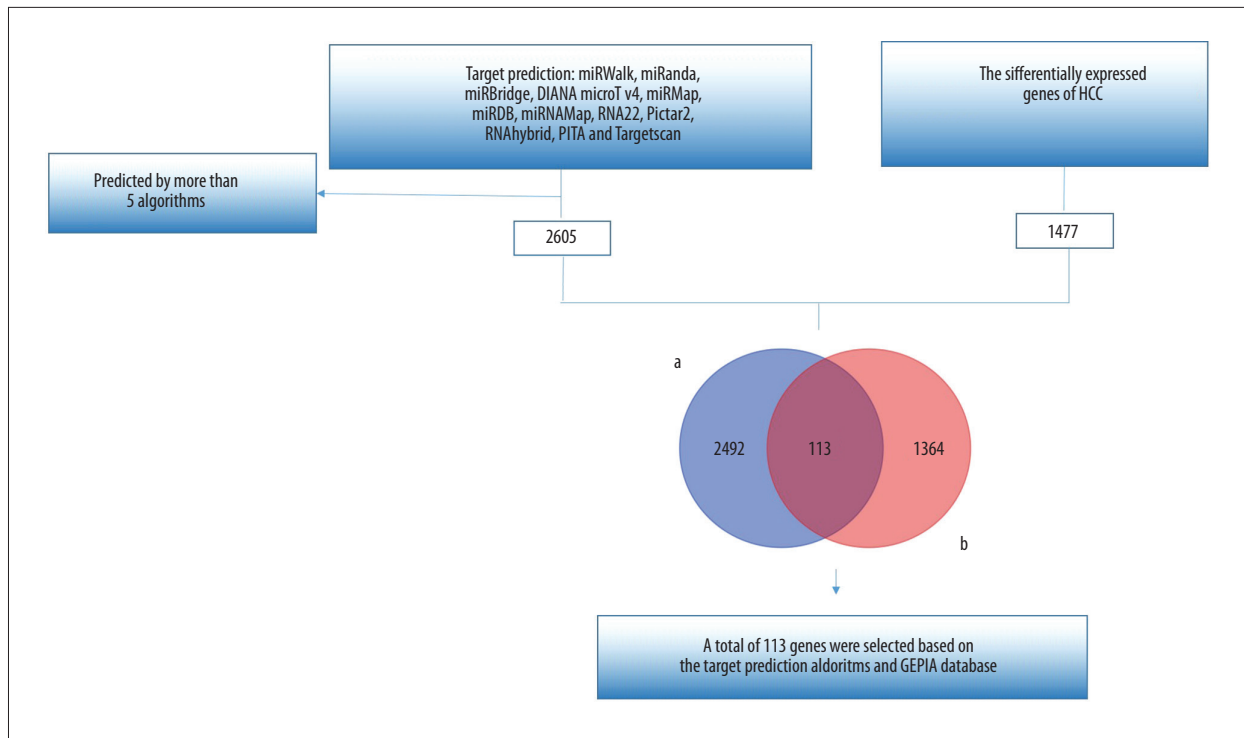 Target prediction: miRWalk, miRanda,
miRBridge, DIANA microT v4, miRMap,
miRDB, miRNAMap, RNA22, Pictar2,
RNAhybrid, PITA and Targetscan
The sifferentially expressed
genes of HCC
Predicted by more than
5 algorithms
2605
1477
a
2492
113
1364
b
A total of 113 genes were selected based on
the target prediction aldoritms and GEPIA database